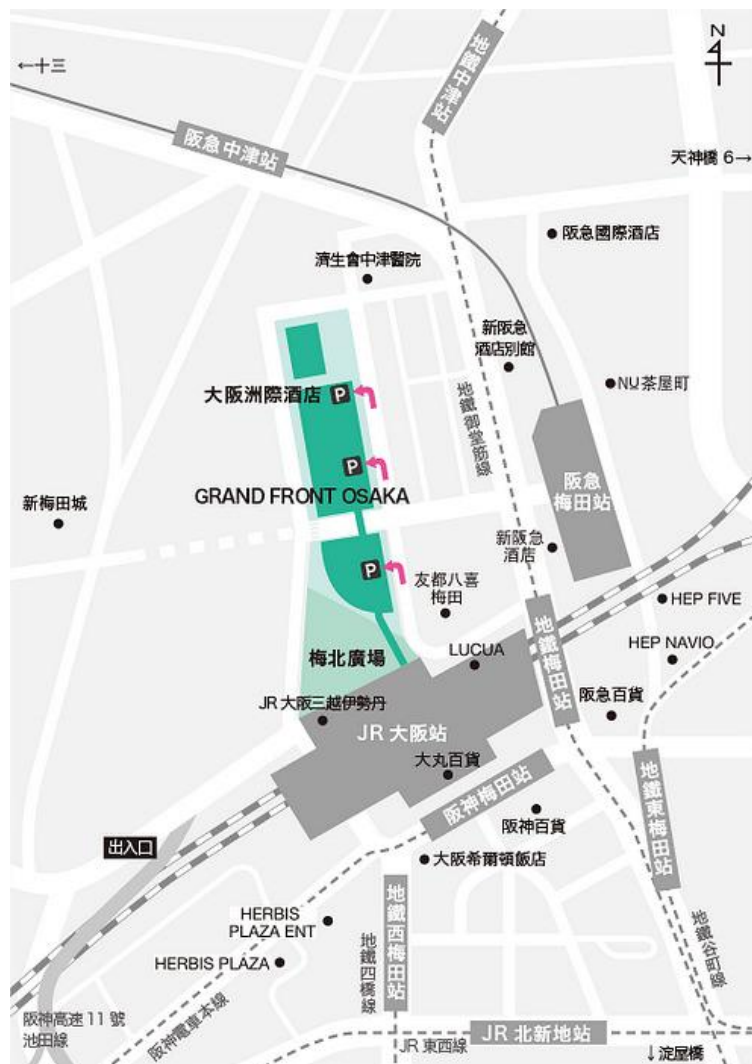 N
地鐵中津站
←十三
阪急中津站
天神橋 6→
阪急國際酒店
濟生會中津醫院
新阪急
酒店別館
NU茶屋町
大阪洲際酒店
P
地鐵御堂筋線
阪急
梅田站
P
GRAND FRONT OSAKA
新梅田城
新阪急
酒店
P
友都八喜
梅田
HEP FIVE
地鐵梅田站
LUCUA
HEP NAVIO
梅北廣場
JR 大阪三越伊勢丹
阪急百貨
JR 大阪站
大丸百貨
阪神梅田站
地鐵東梅田站
阪神百貨
出入口
大阪希爾頓飯店
地鐵西梅田站
HERBIS
PLAZA ENT
地鐵四橋線
地鐵谷町線
HERBIS PLAZA
阪神高速 11 號
池田線
阪神電車本線
JR 東西線
JR 北新地站
↓淀屋橋